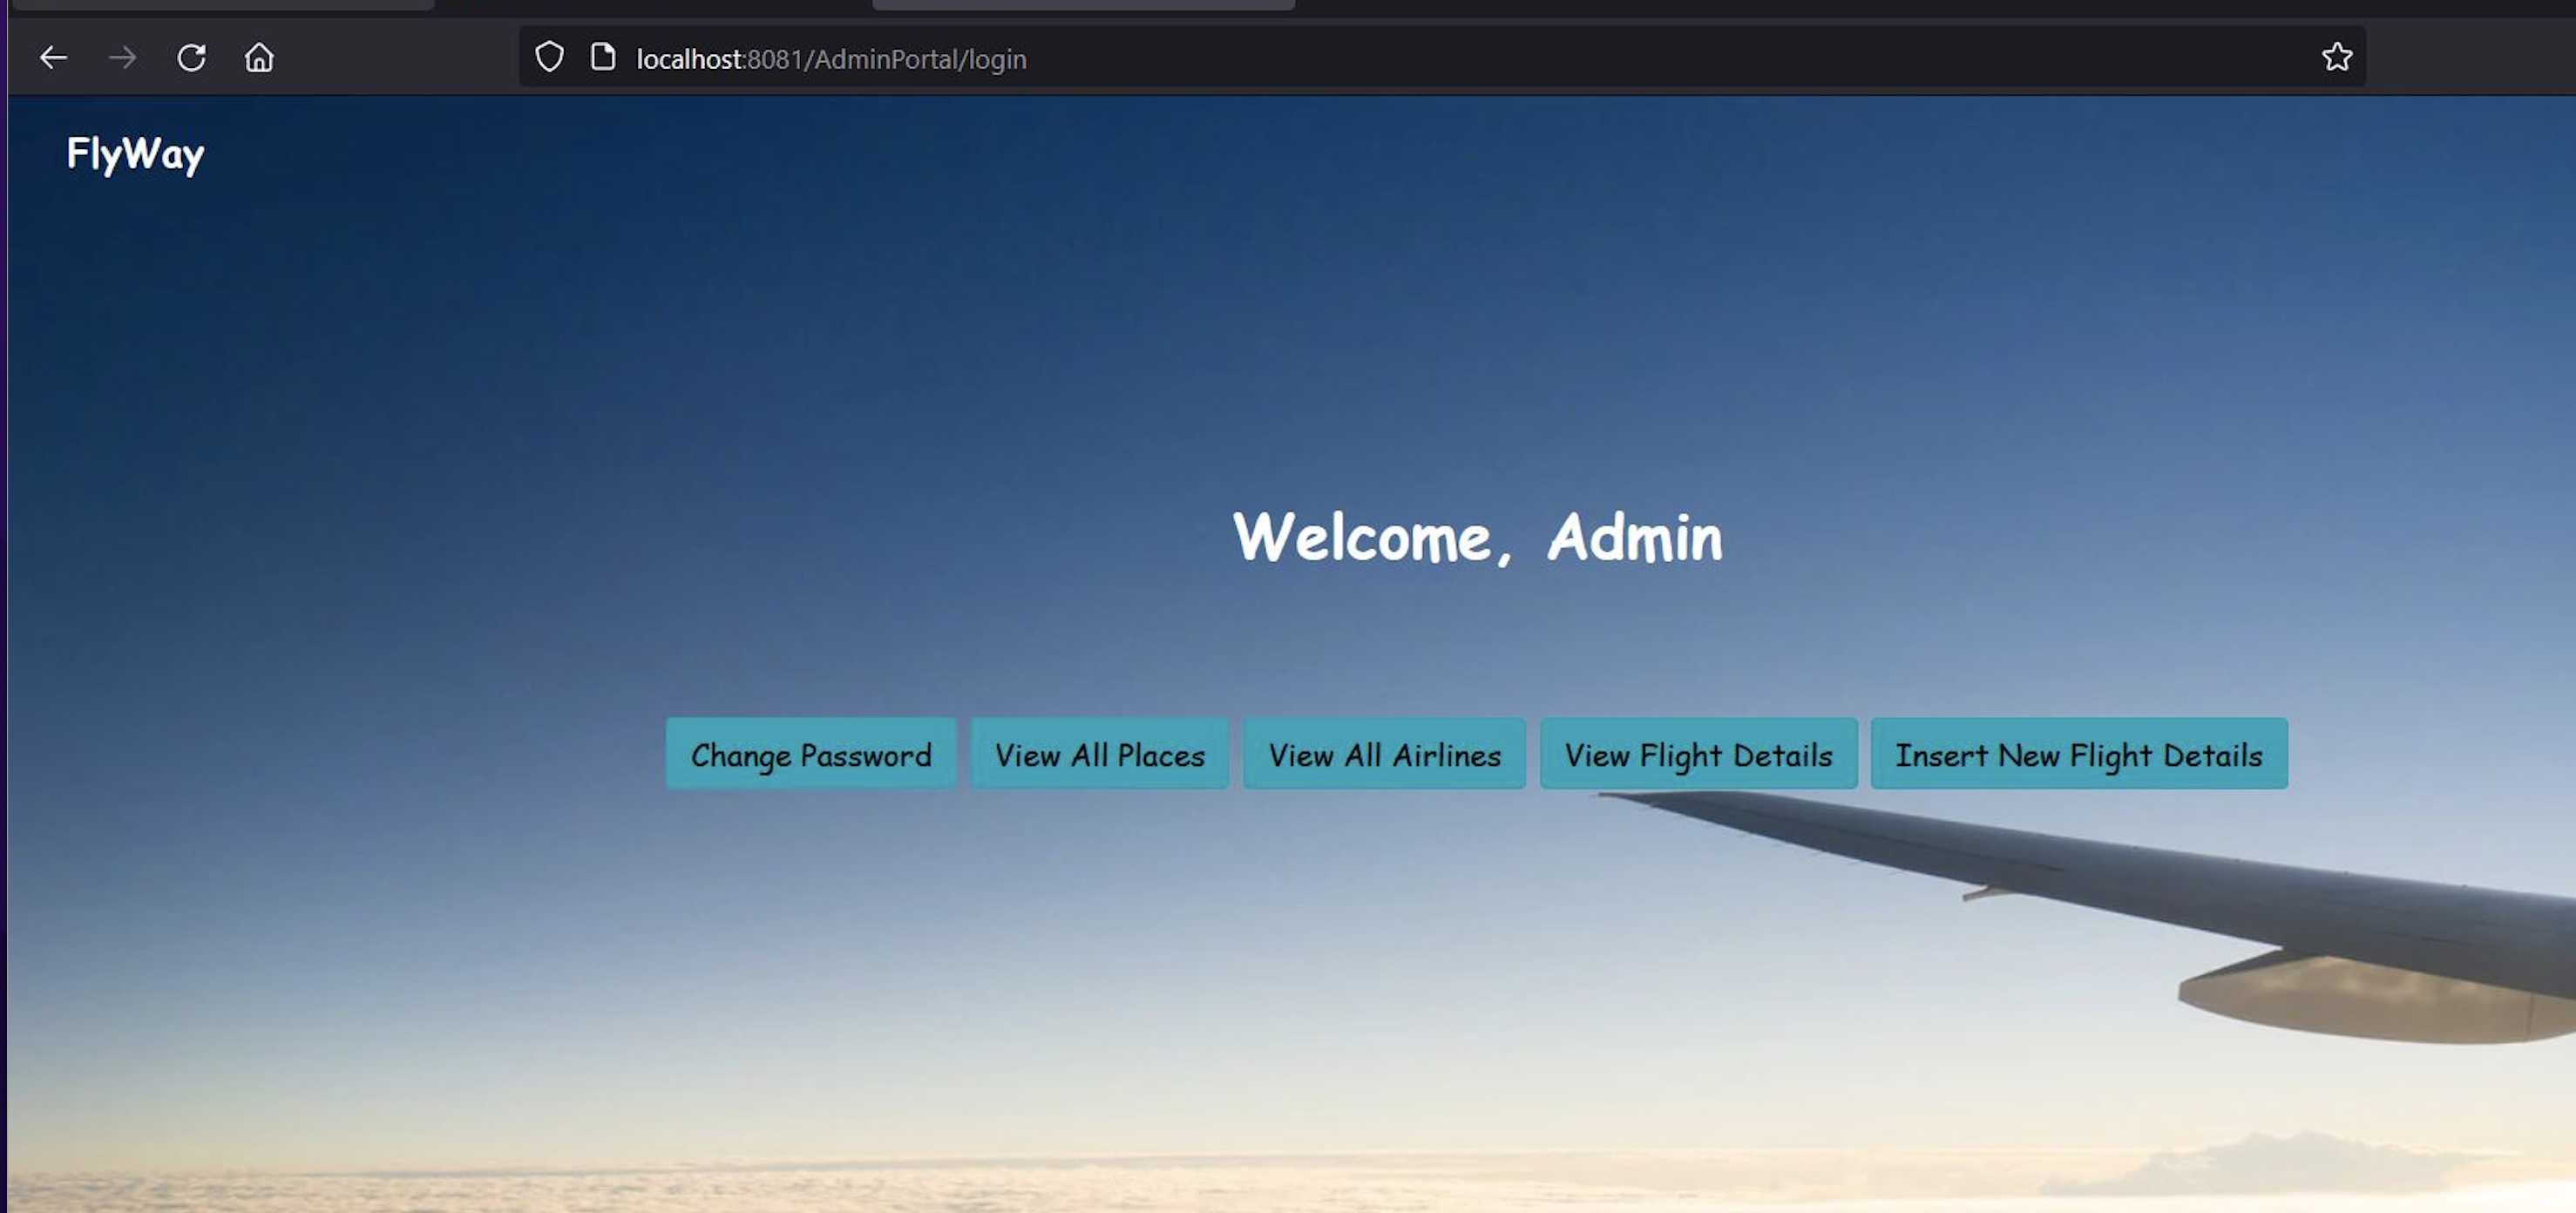 localhost:8081/AdminPortal/login
FlyWay
Welcome, Admin
Change Password
View All Places
View All Airlines
View Flight Details
Insert New Flight Details